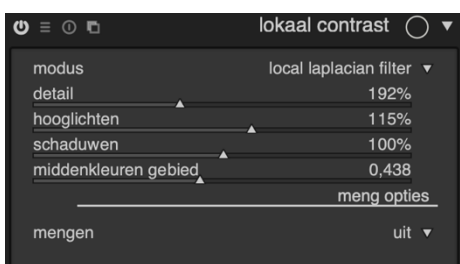 lokaal contrast
modus local laplacian filter
detail 192%
hooglichten 115%
schaduwen 100%
middenkleuren gebied 0,438
meng opties
mengen uit